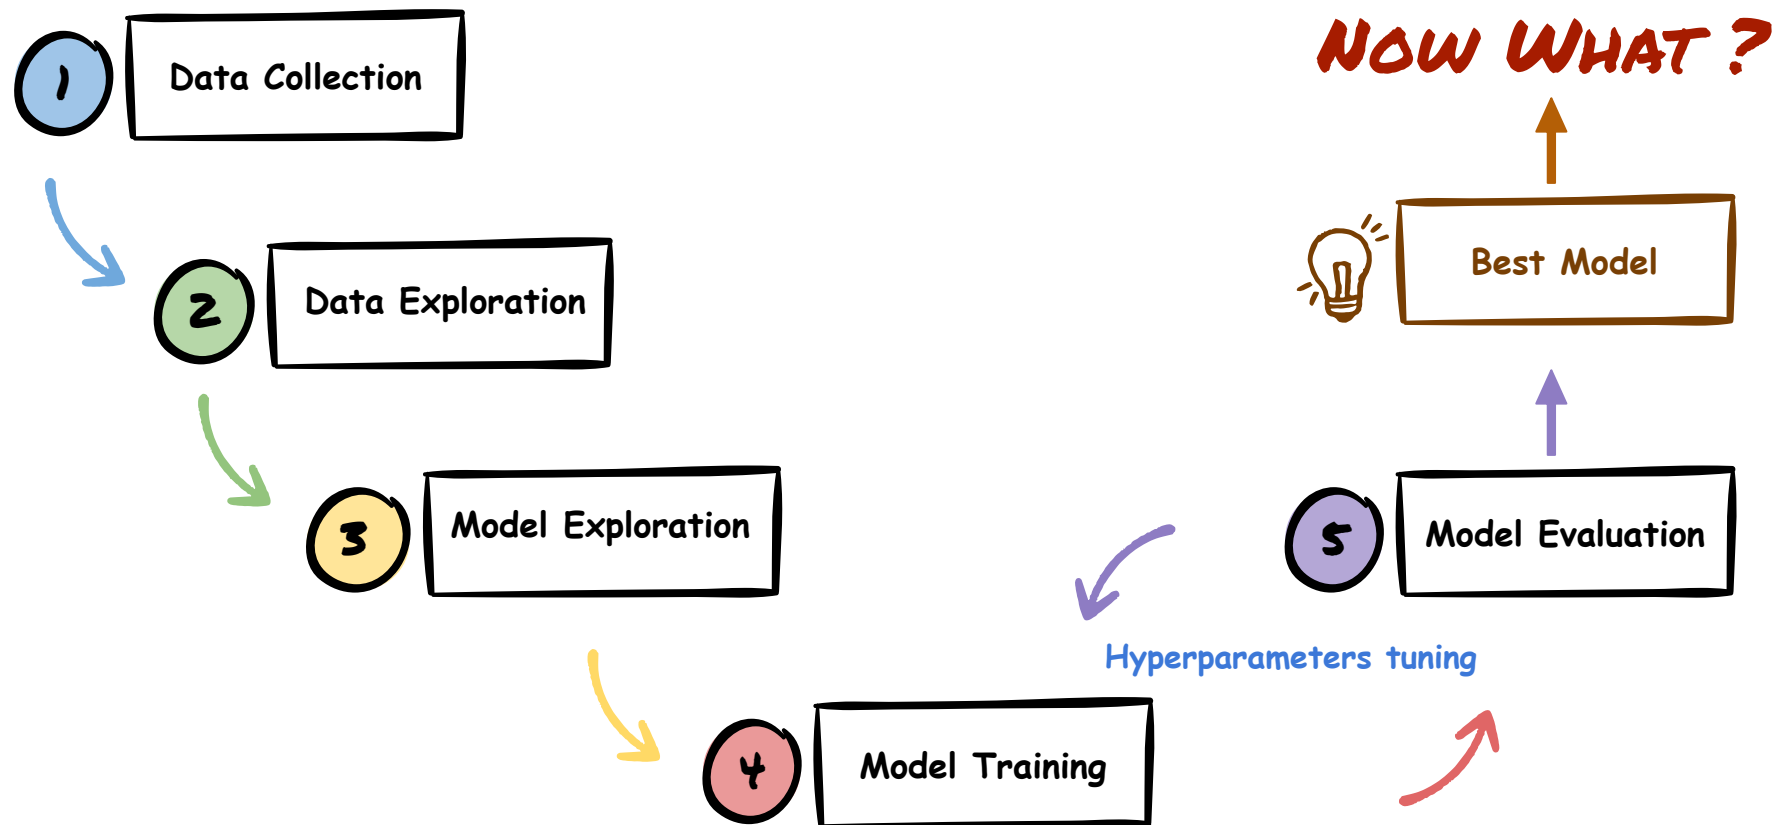 1
Data Collection
2
Data Exploration
3
Model Exploration
4
Model Training
Hyperparameters tuning
5
Model Evaluation
Best Model
NOW WHAT ?